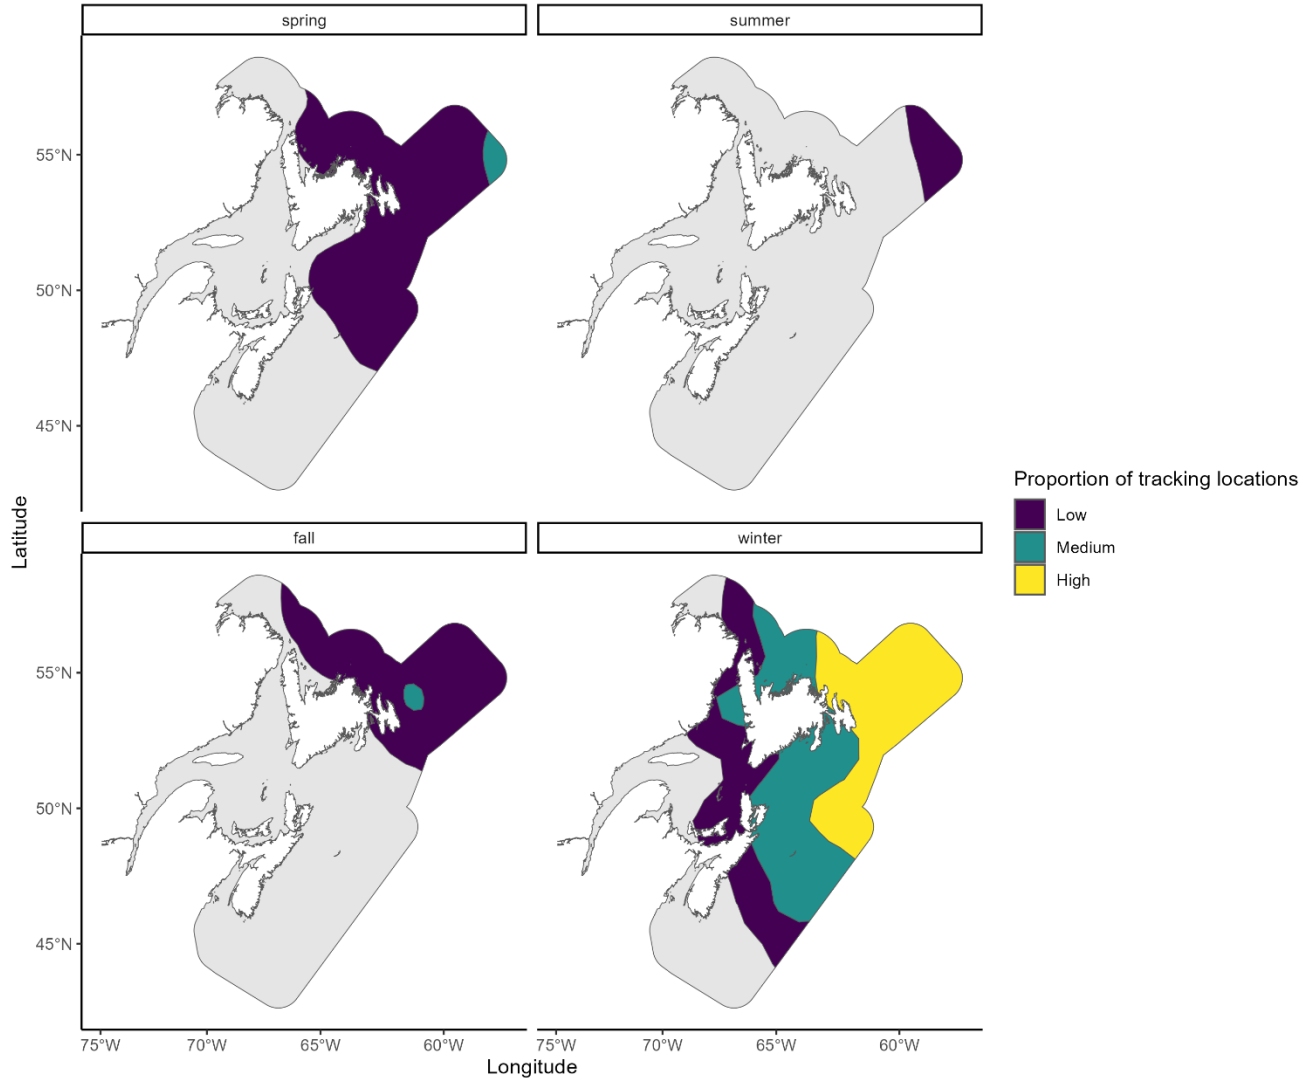 spring
summer
55°N
50°N
45°N
Latitude
Proportion of tracking locations
Low
Medium
High
fall
winter
55°N
50°N
45°N
75°W
70°W
65°W
60°W
75°W
70°W
65°W
60°W
Longitude